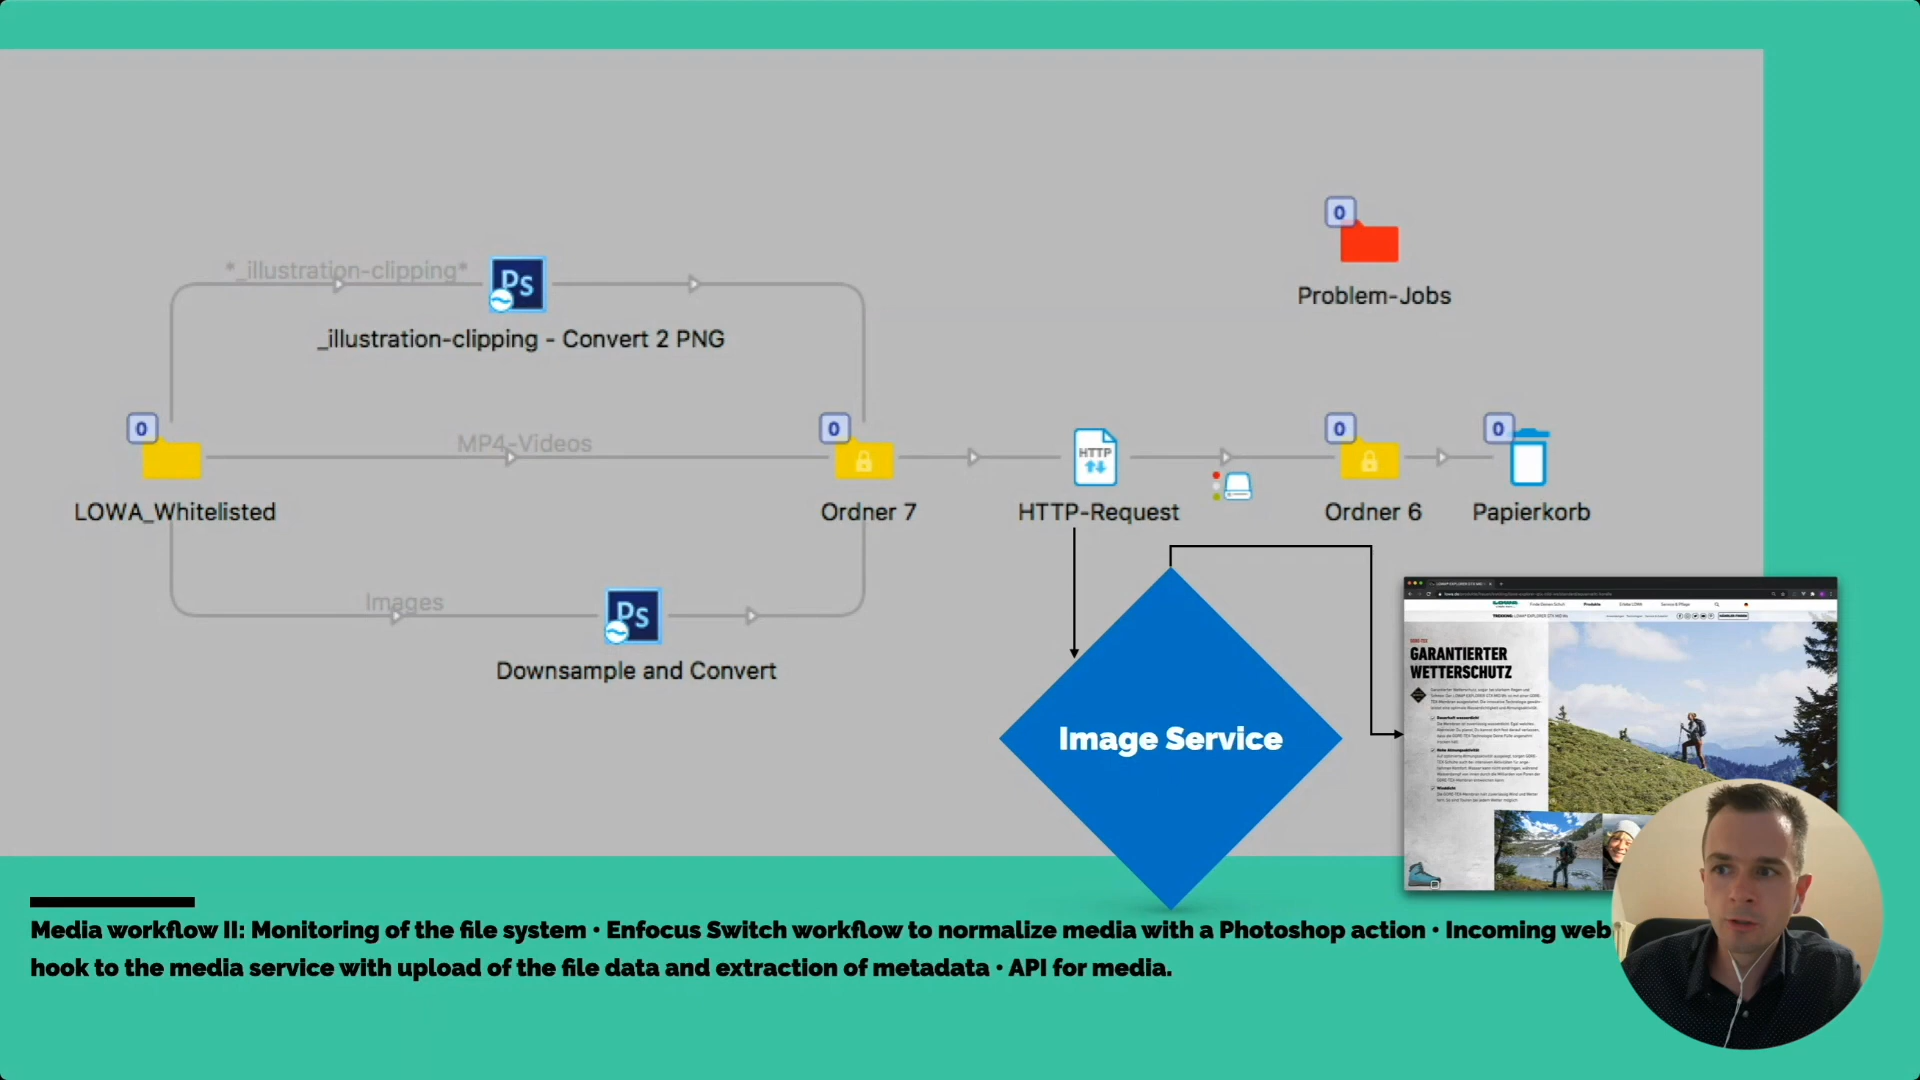 0
Problem-Jobs
*_illustration-clipping*
Ps
_illustration-clipping - Convert 2 PNG
0
MP4-Videos
0
HTTP
0
0
LOWA_Whitelisted
Ordner 7
HTTP-Request
Ordner 6
Papierkorb
Images
Ps
Downsample and Convert
Image Service
GARANTIERTER
WETTERSCHUTZ
Media workflow II: Monitoring of the file system • Enfocus Switch workflow to normalize media with a Photoshop action • Incoming web
hook to the media service with upload of the file data and extraction of metadata • API for media.